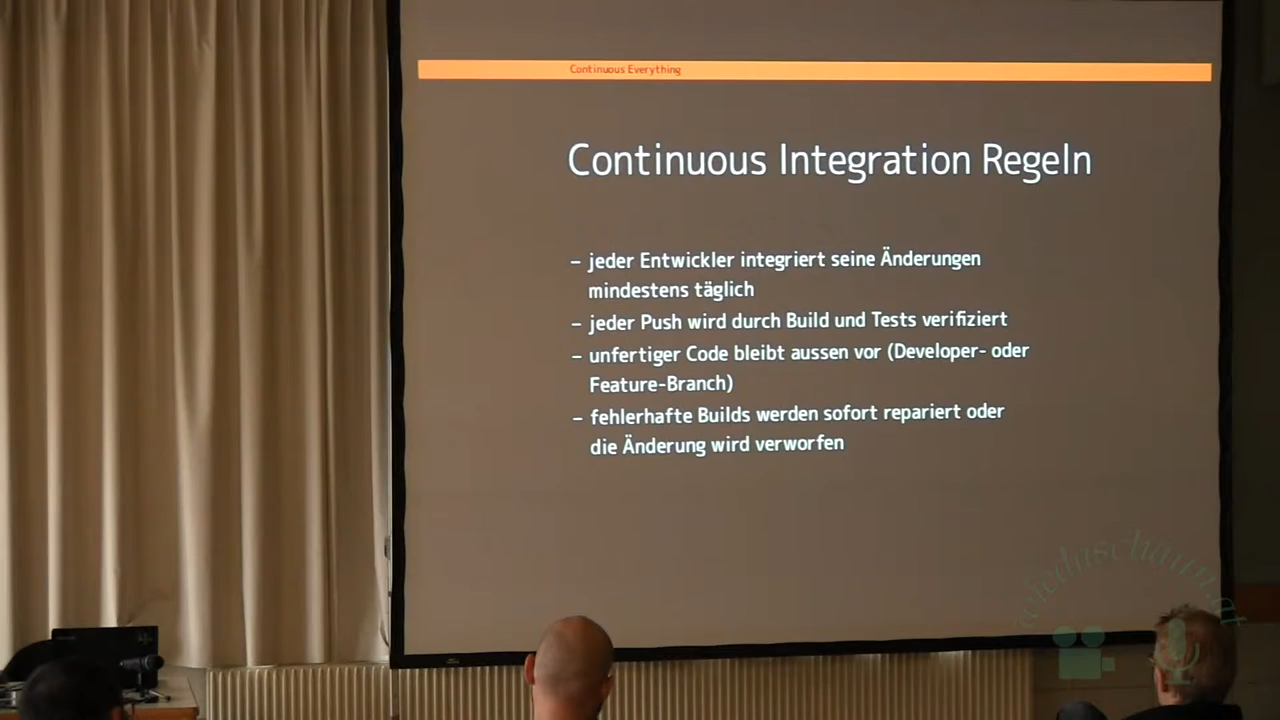 Continuous Everything
Continuous Integration Regeln
– jeder Entwickler integriert seine Änderungen
mindestens täglich
– jeder Push wird durch Build und Tests verifiziert
– unfertiger Code bleibt aussen vor (Developer- oder
Feature-Branch)
– fehlerhafte Builds werden sofort repariert oder
die Änderung wird verworfen